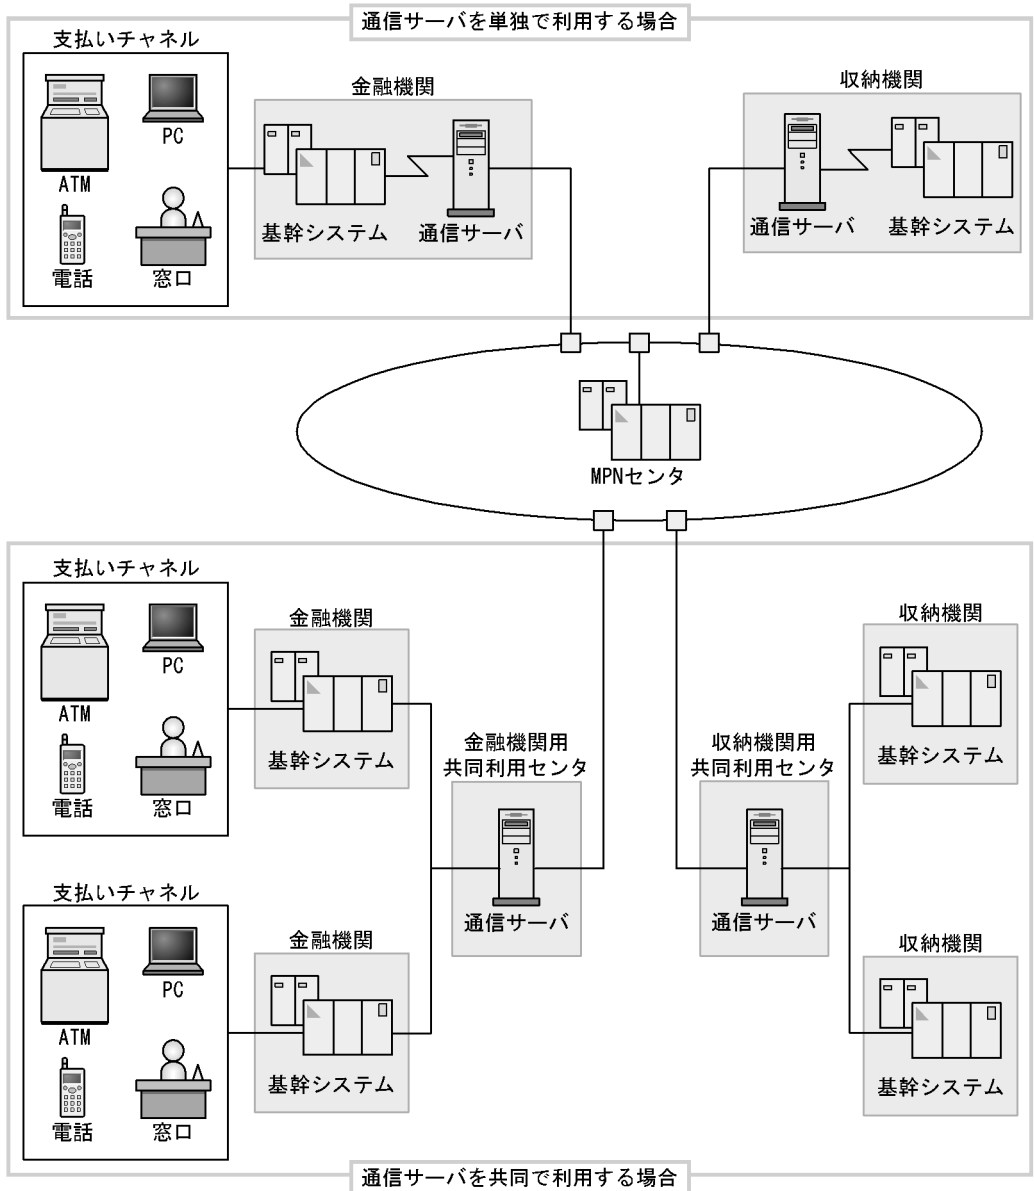 通信サーバを単独で利用する場合
支払いチャネル
ATM
PC
電話
窓口
金融機関
基幹システム
通信サーバ
収納機関
通信サーバ
基幹システム
MPNセンタ
支払いチャネル
ATM
PC
電話
窓口
金融機関
基幹システム
支払いチャネル
ATM
PC
電話
窓口
金融機関
基幹システム
金融機関用
共同利用センタ
通信サーバ
収納機関用
共同利用センタ
通信サーバ
収納機関
基幹システム
収納機関
基幹システム
通信サーバを共同で利用する場合